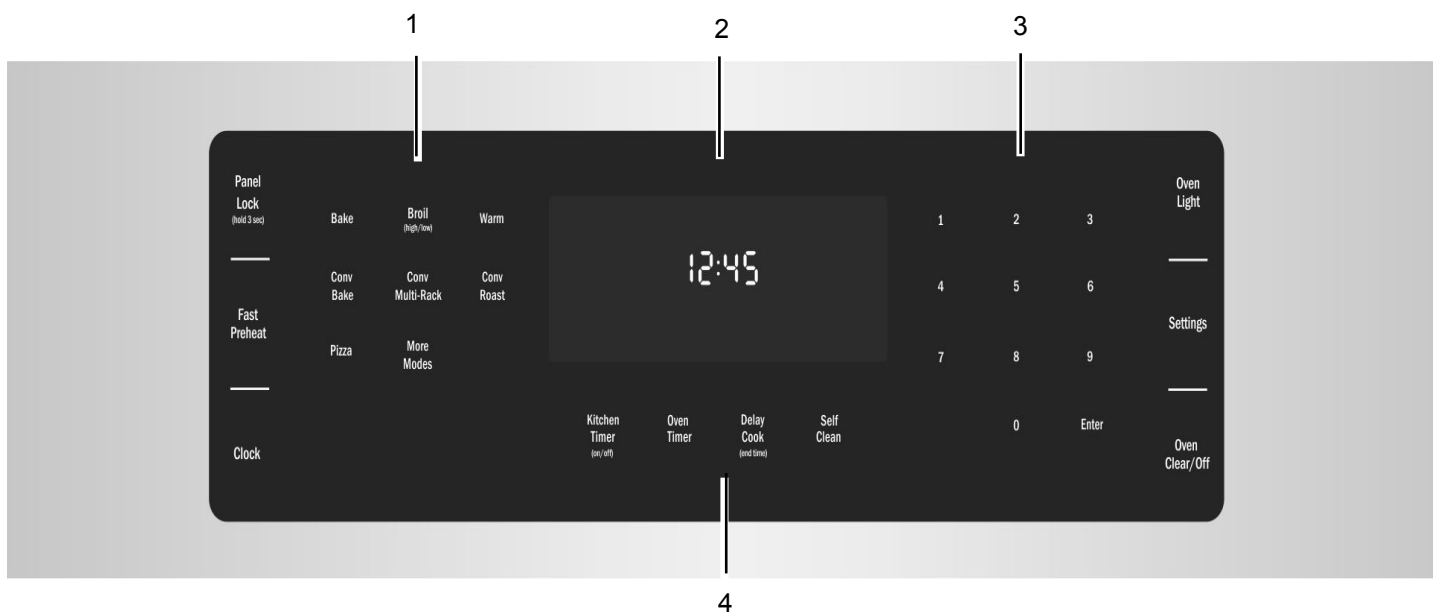 1
2
3
Panel
Lock
(hold 3 sec)
Fast
Preheat
Clock
Bake
Broil
(high/low)
Warm
Conv
Bake
Conv
Multi-Rack
Conv
Roast
Pizza
More
Modes
12:45
Kitchen
Timer
(on/off)
Oven
Timer
Delay
Cook
(end time)
Self
Clean
1
2
3
4
5
6
7
8
9
0
Enter
Oven
Light
Settings
Oven
Clear/Off
4